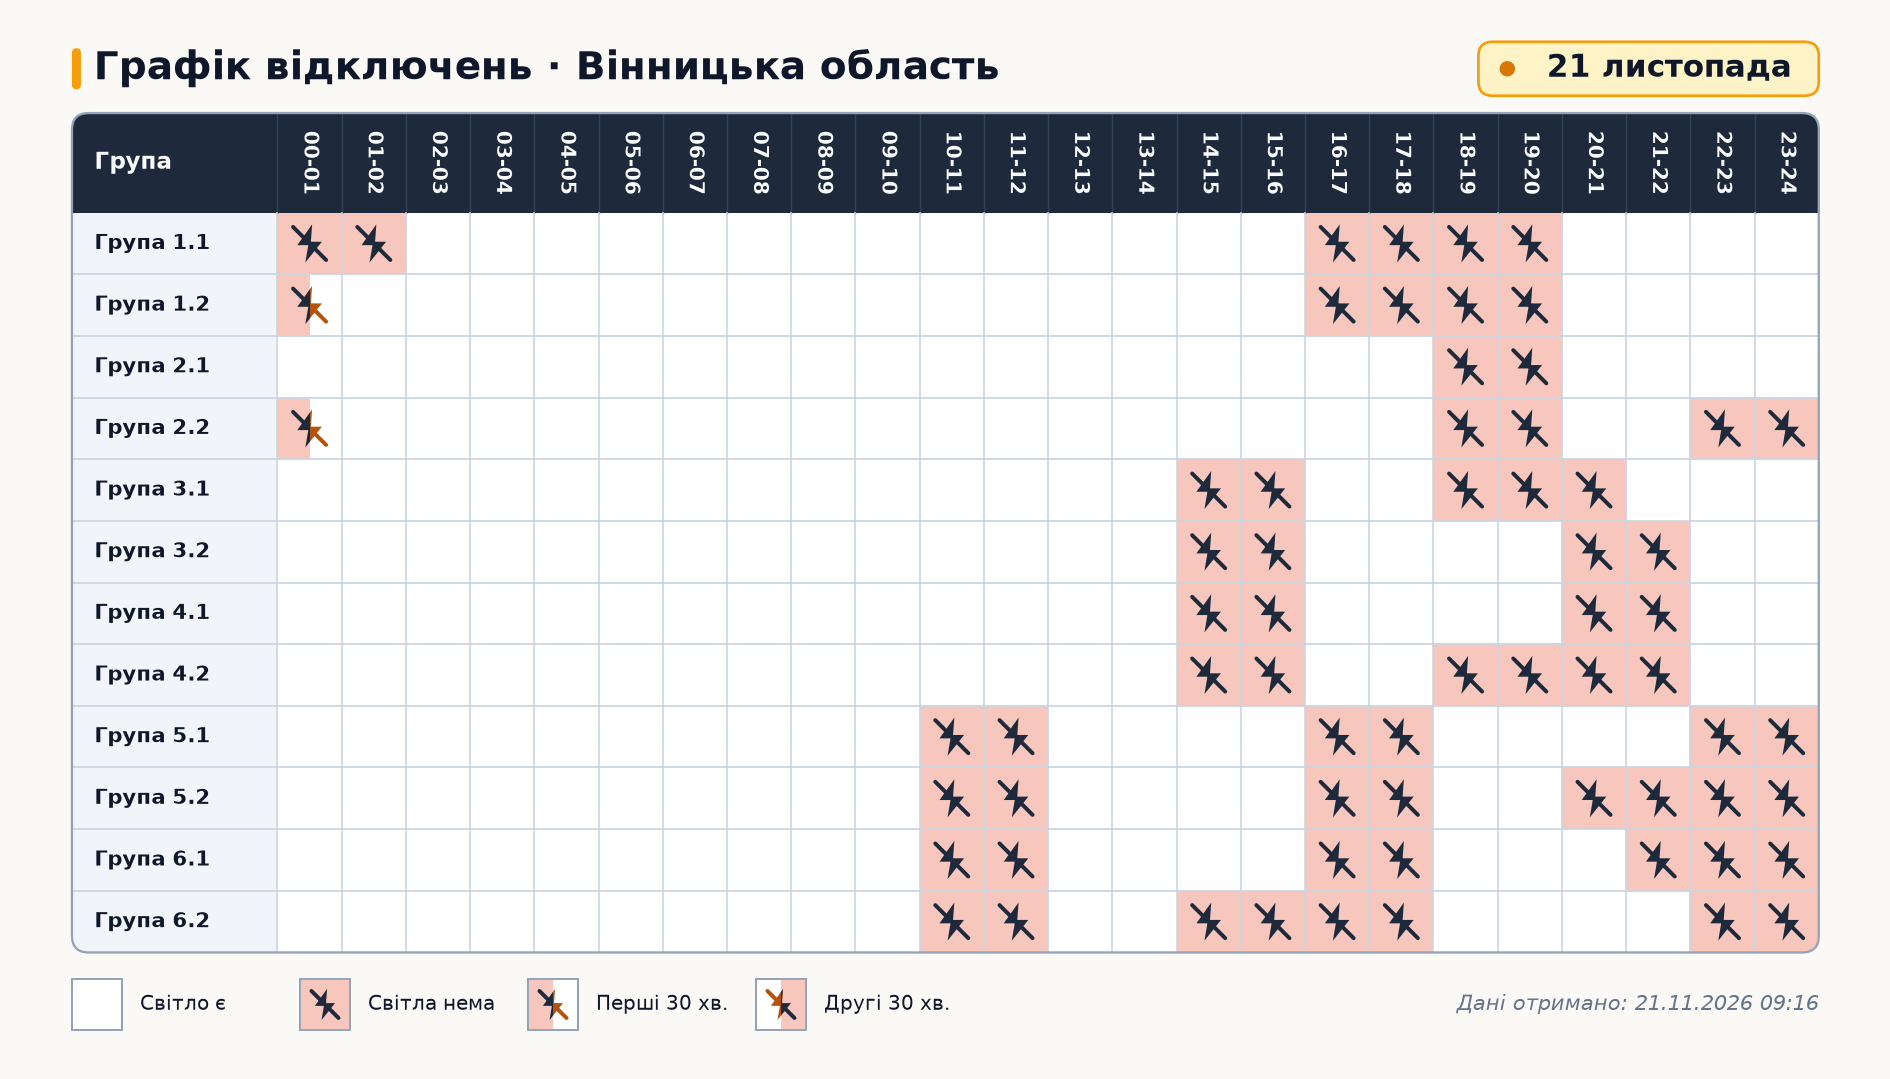 Графік відключень · Вінницька область
21 листопада
Група 00-01 01-02 02-03 03-04 04-05 05-06 06-07 07-08 08-09 09-10 10-11 11-12 12-13 13-14 14-15 15-16 16-17 17-18 18-19 19-20 20-21 21-22 22-23 23-24
Група 1.1
Група 1.2
Група 2.1
Група 2.2
Група 3.1
Група 3.2
Група 4.1
Група 4.2
Група 5.1
Група 5.2
Група 6.1
Група 6.2
Світло є Світла нема Перші 30 хв. Другі 30 хв.
Дані отримано: 21.11.2026 09:16